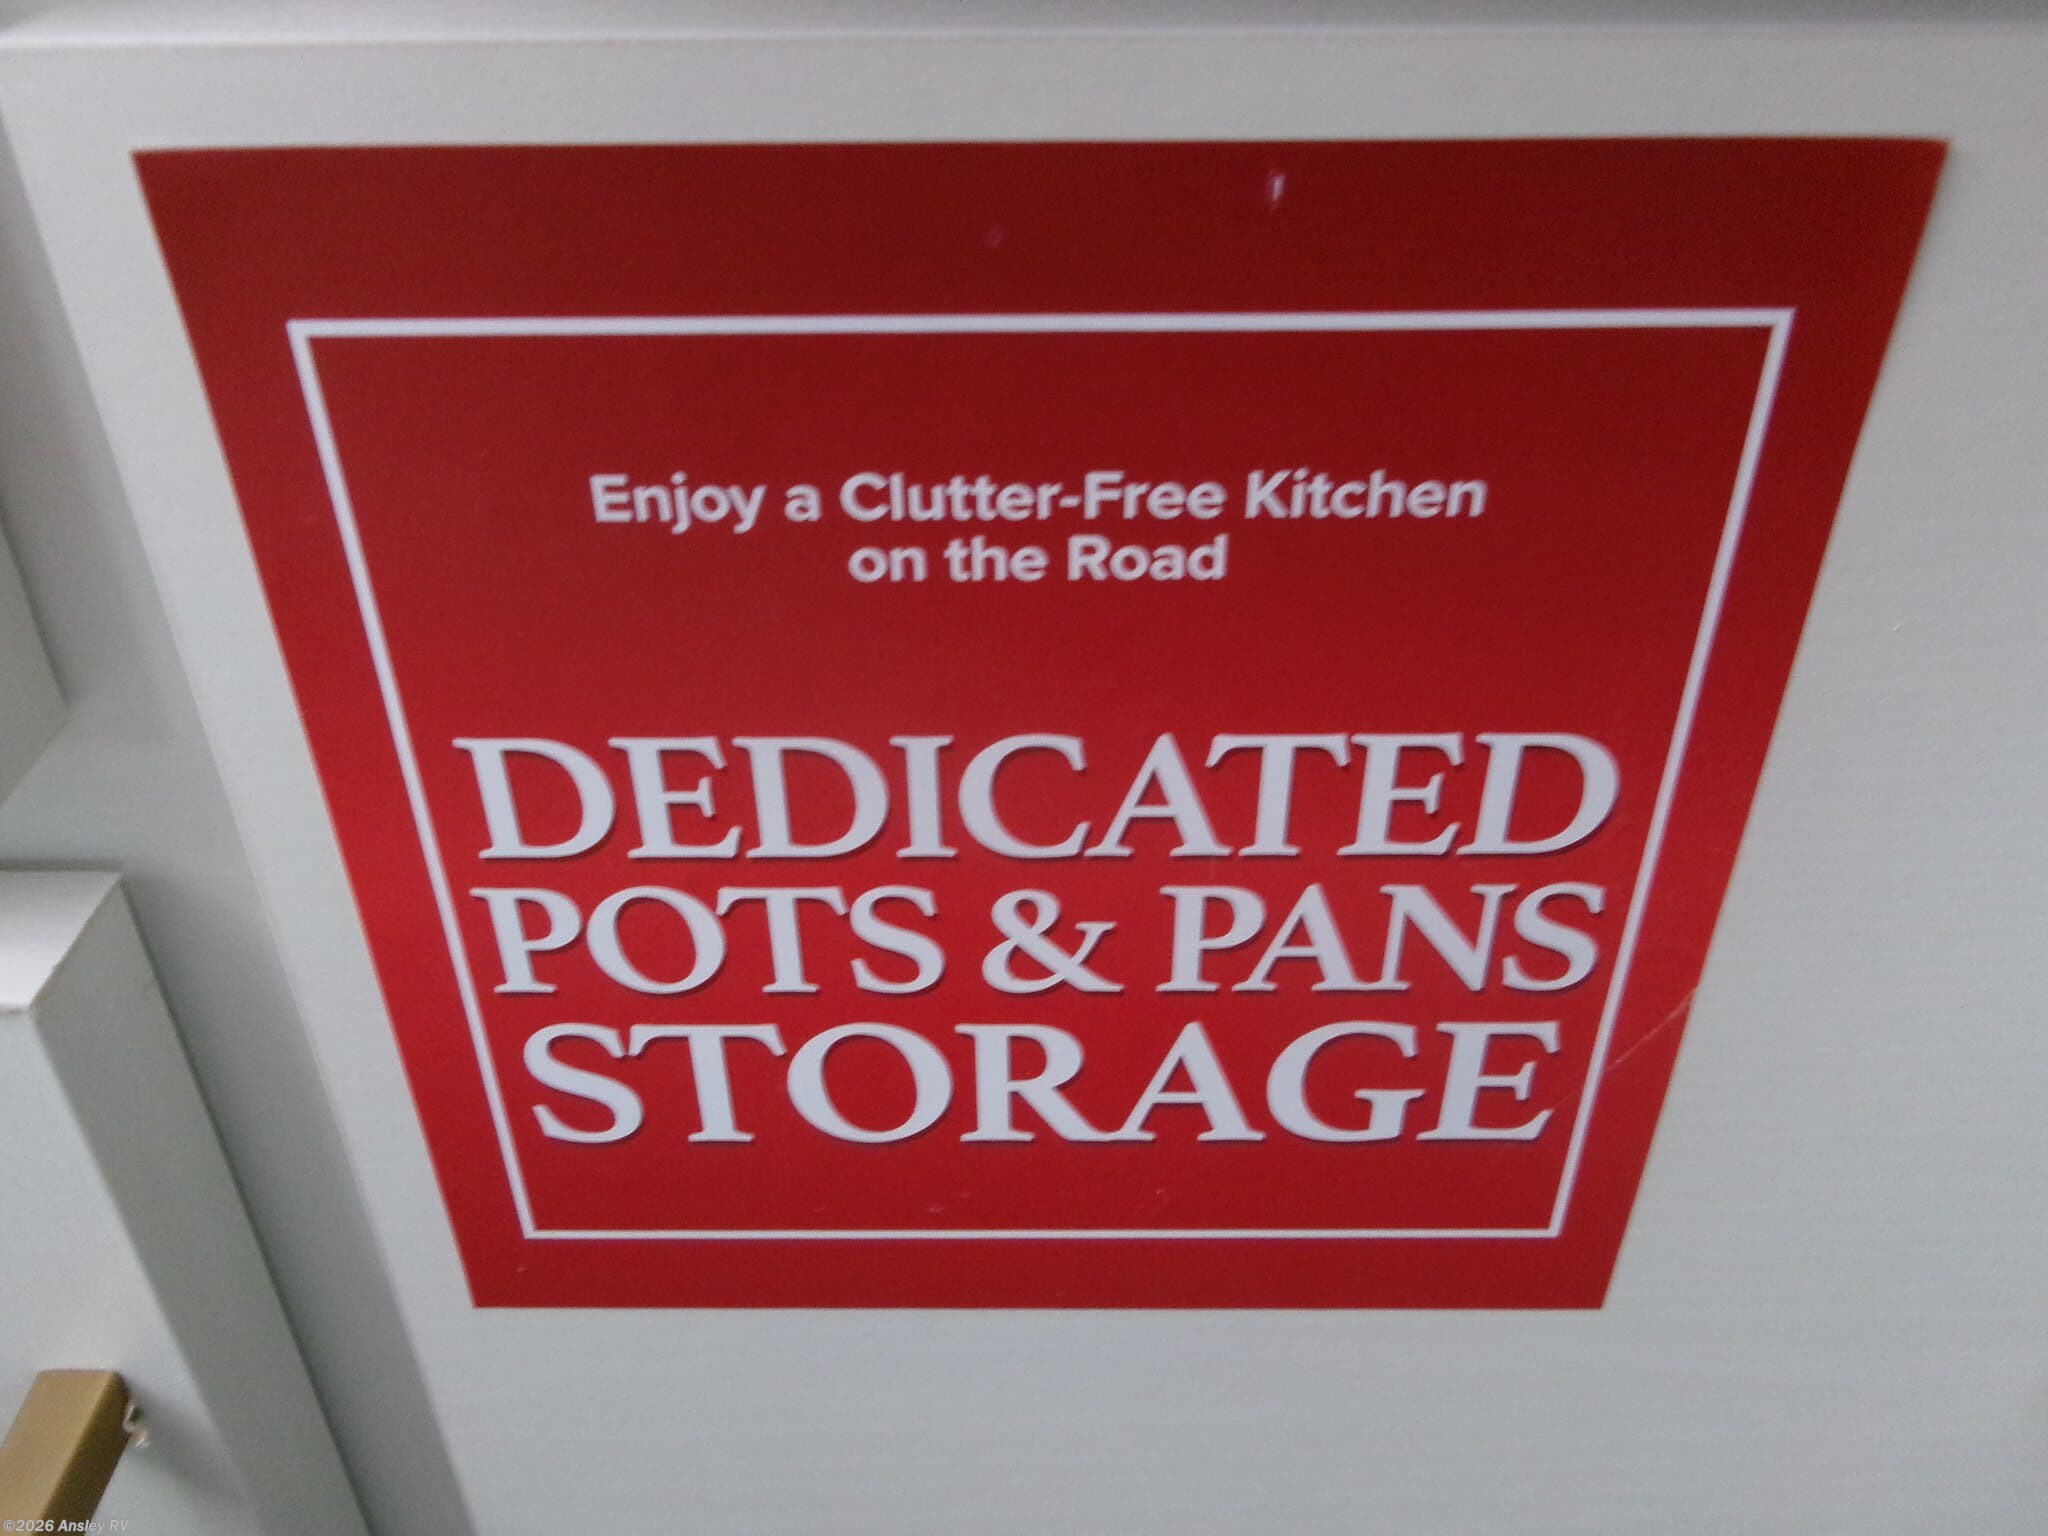 Enjoy a Clutter-Free Kitchen
on the Road
DEDICATED
POTS & PANS
STORAGE
©2026 Ansley RV